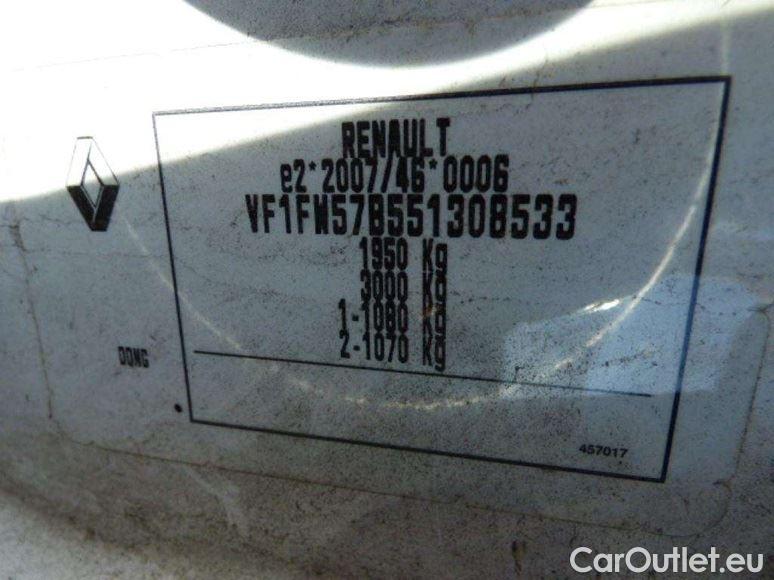 RENAULT
e2*2007/46*0006
VF1FW57B551308533
1950 Kg
3000 Kg
1-1080 Kg
2-1070 Kg
DQNG
457017
CarOutlet.eu